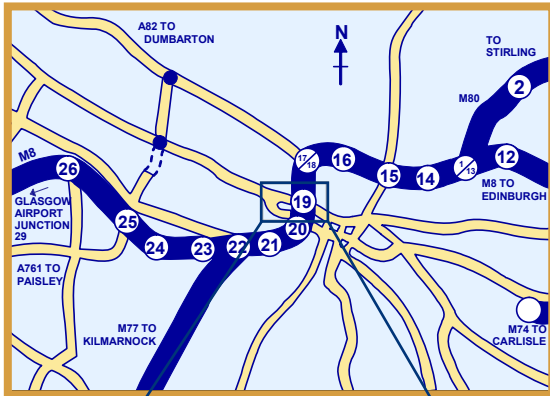 A82 TO
DUMBARTON
N
TO
STIRLING
M80
2
17/18
16
15
14
1/13
12
M8
26
M8 TO
EDINBURGH
GLASGOW
AIRPORT
JUNCTION
29
19
25
20
24
23
22
21
A761 TO
PAISLEY
M77 TO
KILMARNOCK
M74 TO
CARLISLE